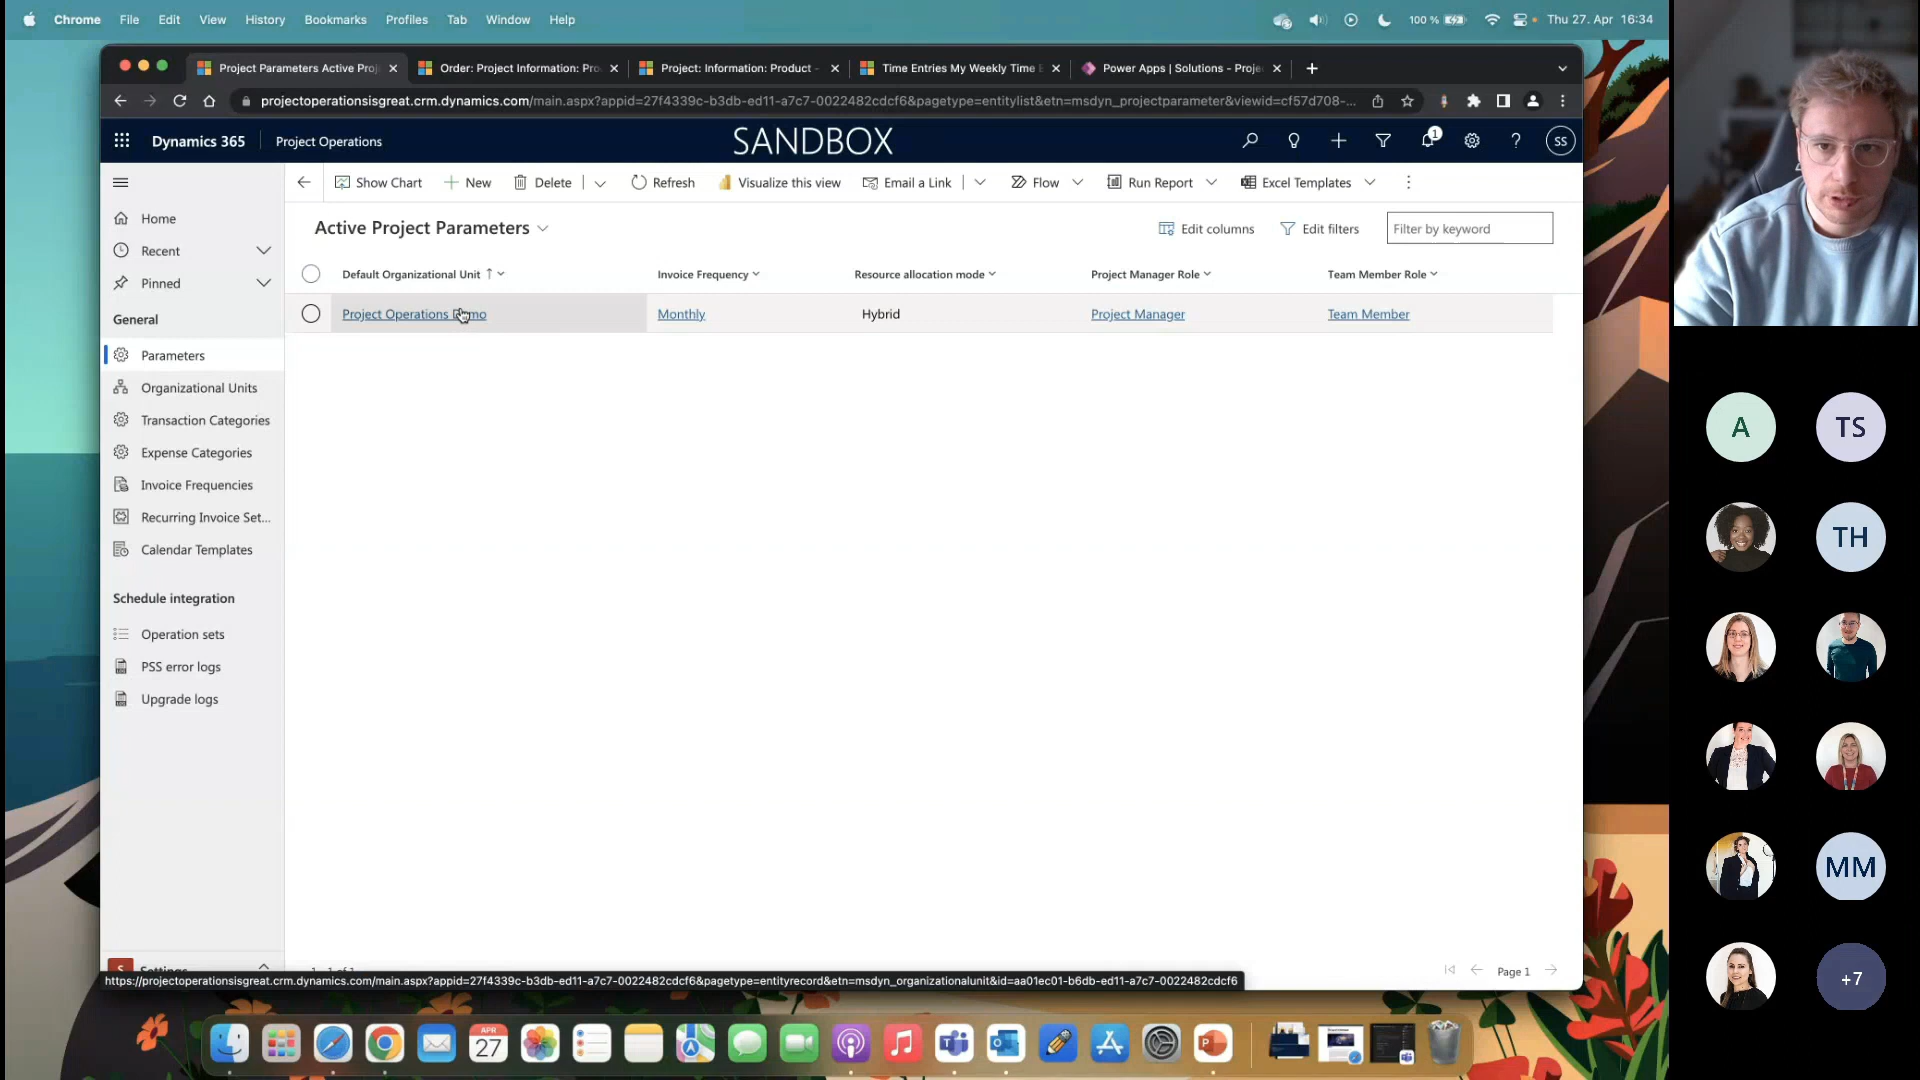 Chrome File Edit View History Bookmarks Profiles Tab Window Help
100 % Thu 27. Apr 16:34
Project Parameters Active Proj
Order: Project Information: Pro
Project: Information: Product -
Time Entries My Weekly Time E
Power Apps | Solutions - Projec
projectoperationsisgreat.crm.dynamics.com/main.aspx?appid=27f4339c-b3db-ed11-a7c7-0022482cdcf6&pagetype=entitylist&etn=msdyn_projectparameter&viewid=cf57d708-...
Dynamics 365 Project Operations
SANDBOX
1
SS
Show Chart New Delete Refresh Visualize this view Email a Link Flow Run Report Excel Templates
Home
Recent
Pinned
General
Parameters
Organizational Units
Transaction Categories
Expense Categories
Invoice Frequencies
Recurring Invoice Set...
Calendar Templates
Schedule integration
Operation sets
PSS error logs
Upgrade logs
S Settings
Active Project Parameters
Edit columns Edit filters Filter by keyword
Default Organizational Unit ↑ Invoice Frequency Resource allocation mode Project Manager Role Team Member Role
Project Operations Demo Monthly Hybrid Project Manager Team Member
Page 1
https://projectoperationsisgreat.crm.dynamics.com/main.aspx?appid=27f4339c-b3db-ed11-a7c7-0022482cdcf6&pagetype=entityrecord&etn=msdyn_organizationalunit&id=aa01ec01-b6db-ed11-a7c7-0022482cdcf6
APR
27
A TS
TH
MM
+7